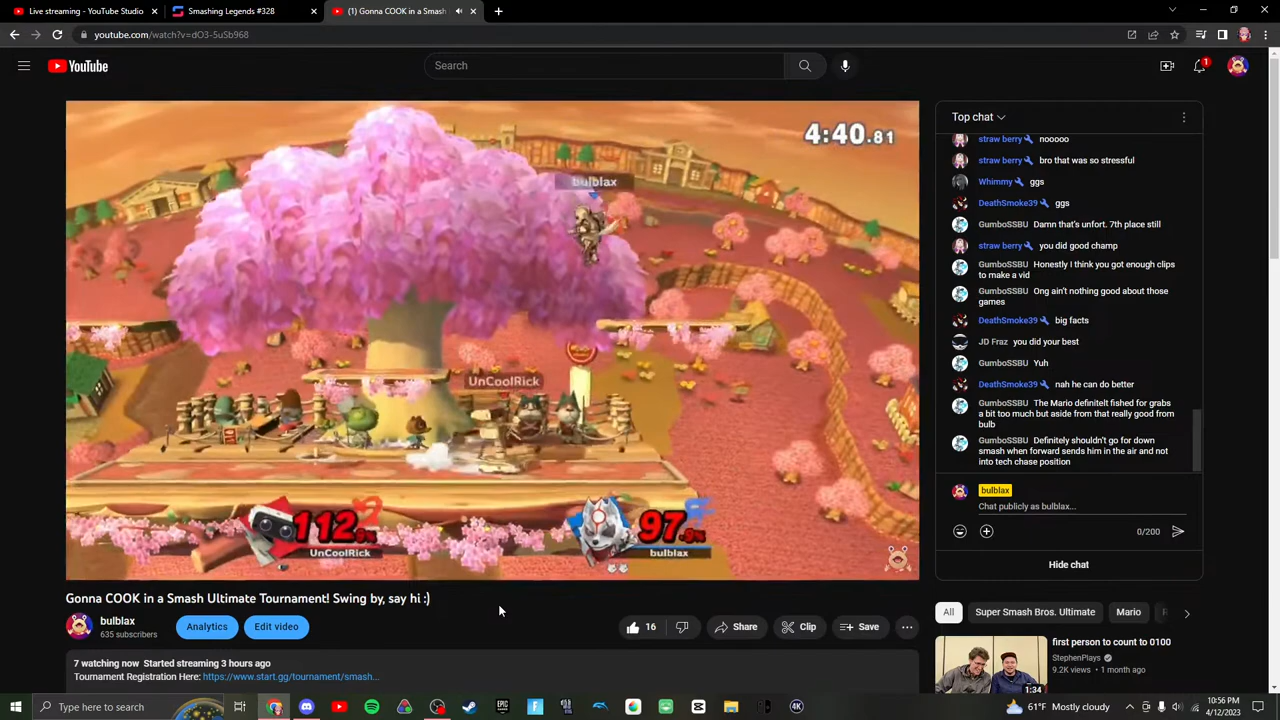 Live streaming - YouTube Studio
Smashing Legends #328
(1) Gonna COOK in a Smash
youtube.com/watch?v=dO3-5uSb968
YouTube
Search
1
4:40.81
bulblax
UnCoolRick
112.9%
UnCoolRick
97.9%
bulblax
Top chat
straw berry nooooo
straw berry bro that was so stressful
Whimmy ggs
DeathSmoke39 ggs
GumboSSBU Damn that's unfort. 7th place still
straw berry you did good champ
GumboSSBU Honestly I think you got enough clips
to make a vid
GumboSSBU Ong ain't nothing good about those
games
DeathSmoke39 big facts
JD Fraz you did your best
GumboSSBU Yuh
DeathSmoke39 nah he can do better
GumboSSBU The Mario definitelt fished for grabs
a bit too much but aside from that really good from
bulb
GumboSSBU Definitely shouldn't go for down
smash when forward sends him in the air and not
into tech chase position
bulblax
Chat publicly as bulblax...
0/200
Hide chat
Gonna COOK in a Smash Ultimate Tournament! Swing by, say hi :)
bulblax
635 subscribers
Analytics
Edit video
16
Share
Clip
Save
7 watching now Started streaming 3 hours ago
Tournament Registration Here: https://www.start.gg/tournament/smash...
All
Super Smash Bros. Ultimate
Mario
first person to count to 0100
StephenPlays
9.2K views • 1 month ago
1:34
Type here to search
61°F Mostly cloudy
10:56 PM
4/12/2023